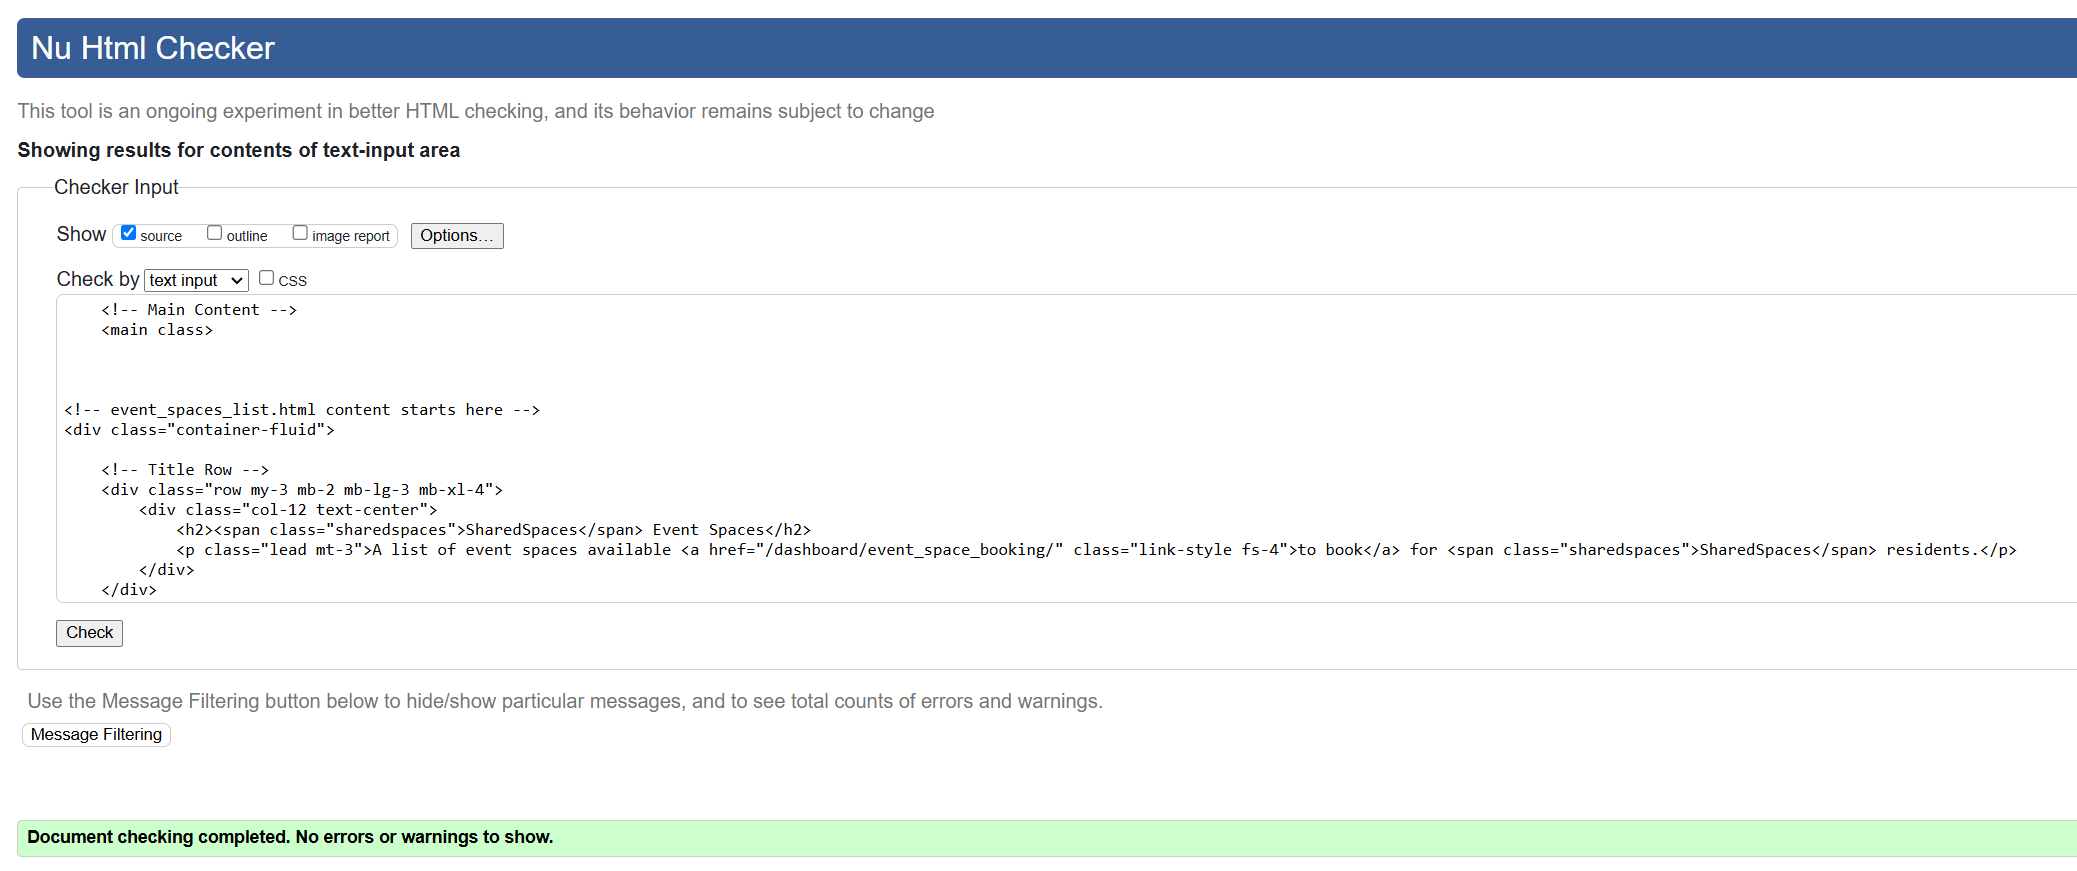 Nu Html Checker
This tool is an ongoing experiment in better HTML checking, and its behavior remains subject to change
Showing results for contents of text-input area
Checker Input
Show source outline image report Options...
Check by text input CSS
<!-- Main Content -->
<main class>
<!-- event_spaces_list.html content starts here -->
<div class="container-fluid">
<!-- Title Row -->
<div class="row my-3 mb-2 mb-lg-3 mb-xl-4">
<div class="col-12 text-center">
<h2><span class="sharedspaces">SharedSpaces</span> Event Spaces</h2>
<p class="lead mt-3">A list of event spaces available <a href="/dashboard/event_space_booking/" class="link-style fs-4">to book</a> for <span class="sharedspaces">SharedSpaces</span> residents.</p>
</div>
</div>
Check
Use the Message Filtering button below to hide/show particular messages, and to see total counts of errors and warnings.
Message Filtering
Document checking completed. No errors or warnings to show.